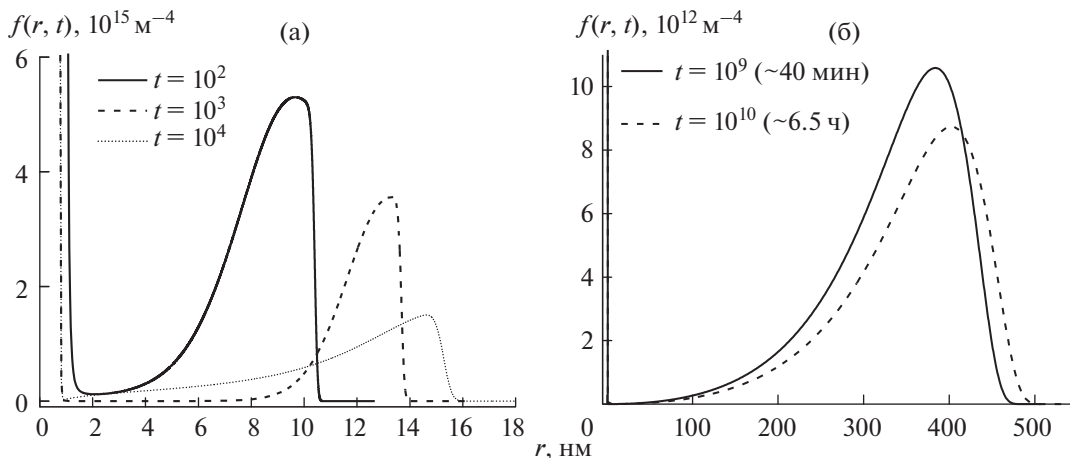 f(r, t), 10¹⁵ м⁻⁴
(а)
6
4
2
0
t = 10²
t = 10³
t = 10⁴
0 2 4 6 8 10 12 14 16 18
f(r, t), 10¹² м⁻⁴
(б)
10
8
6
4
2
t = 10⁹ (~40 мин)
t = 10¹⁰ (~6.5 ч)
0 100 200 300 400 500
r, нм